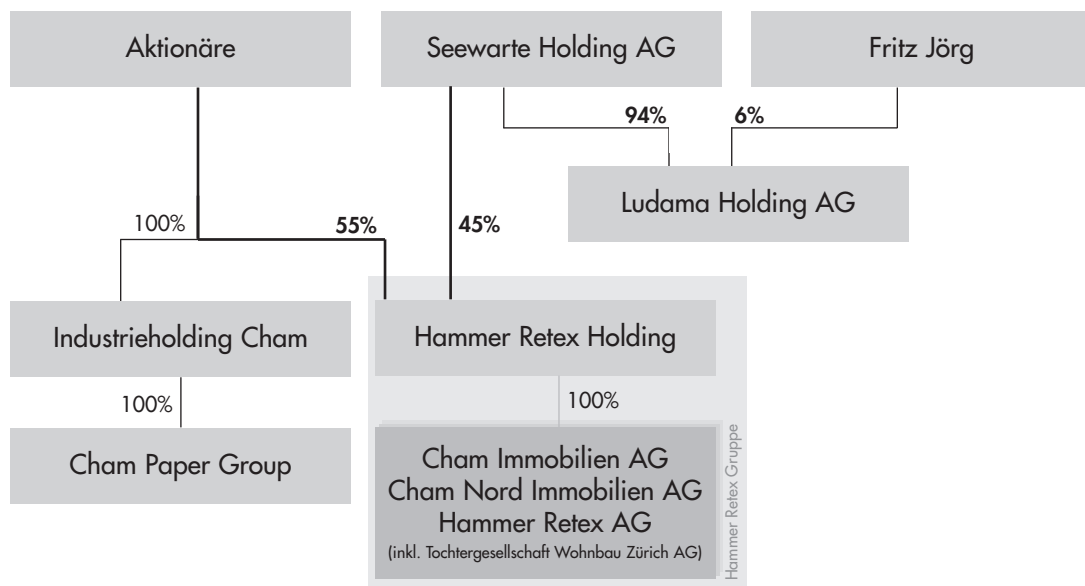 Aktionäre
Seewarte Holding AG
Fritz Jörg
94%
6%
Ludama Holding AG
100%
55%
45%
Industrieholding Cham
Hammer Retex Holding
100%
100%
Cham Paper Group
Cham Immobilien AG
Cham Nord Immobilien AG
Hammer Retex AG
(inkl. Tochtergesellschaft Wohnbau Zürich AG)
Hammer Retex Gruppe